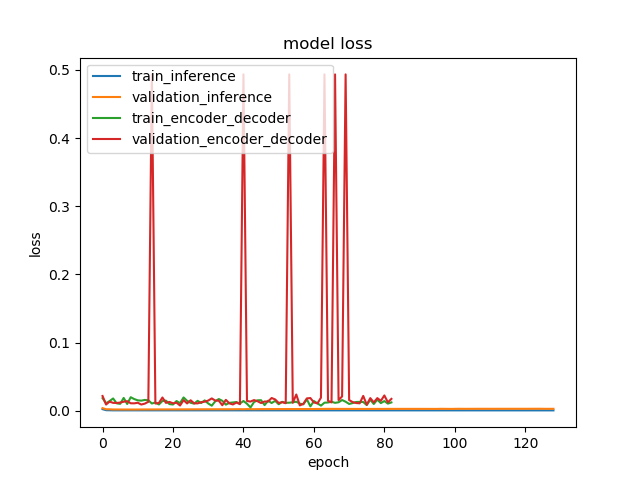 model loss
train_inference
validation_inference
train_encoder_decoder
validation_encoder_decoder
0.5
0.4
0.3
0.2
0.1
0.0
loss
0 20 40 60 80 100 120
epoch